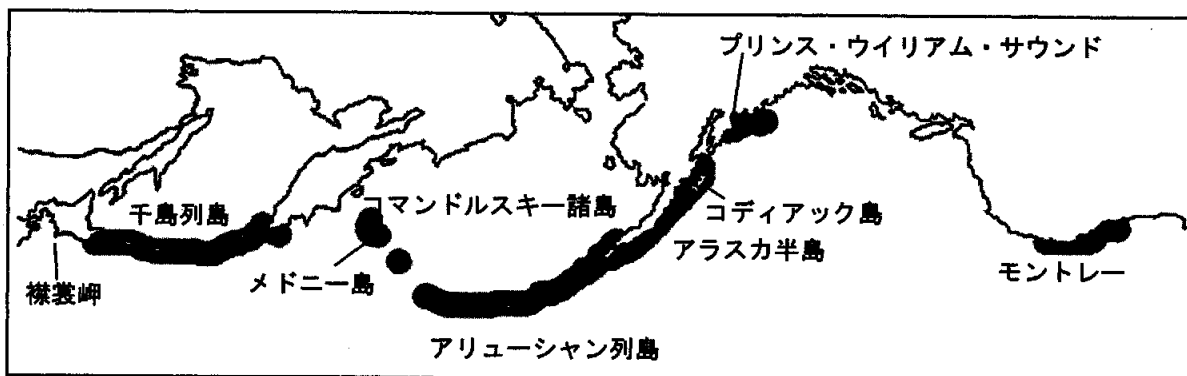 プリンス・ウイリアム・サウンド
千島列島
コマンドルスキー諸島
コディアック島
アラスカ半島
モントレー
メドニー島
襟裳岬
アリューシャン列島